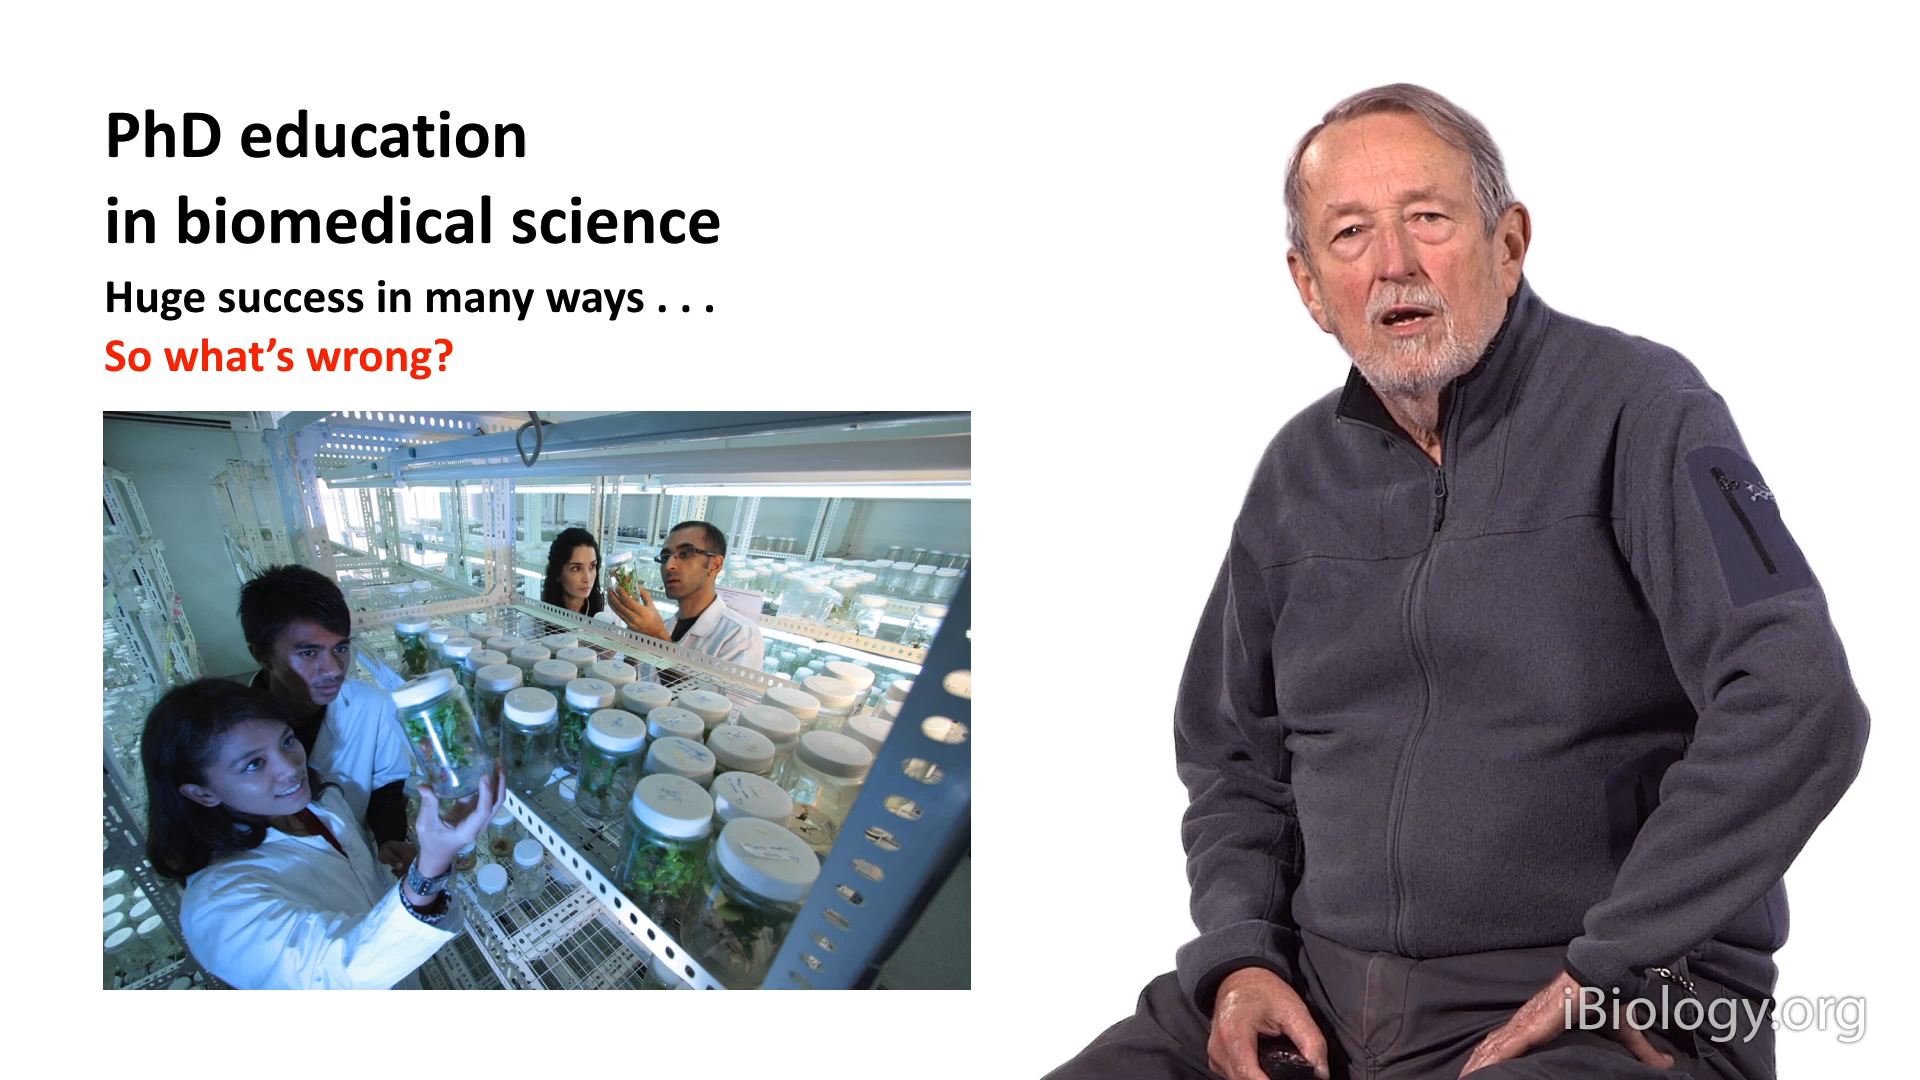 PhD education
in biomedical science
Huge success in many ways . . .
So what’s wrong?
iBiology.org